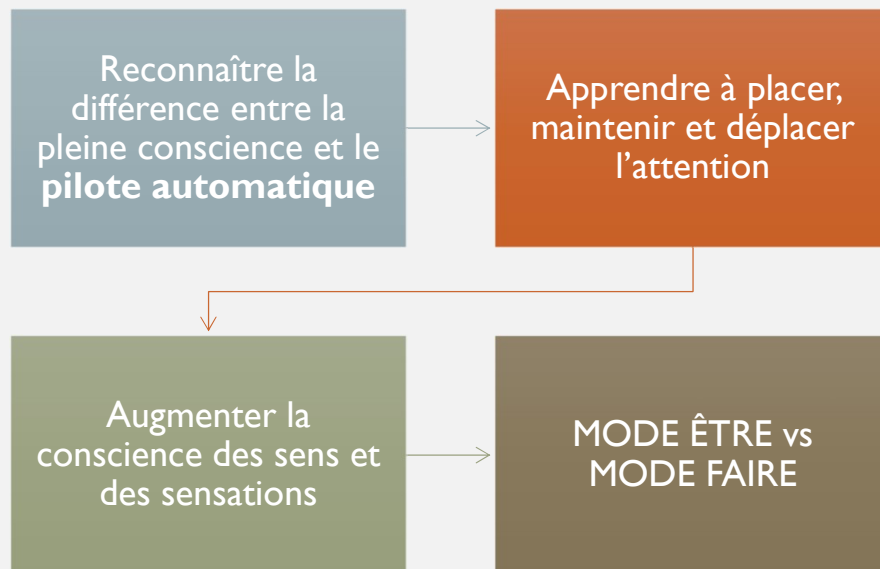 Reconnaître la
différence entre la
pleine conscience et le
pilote automatique
Apprendre à placer,
maintenir et déplacer
l’attention
Augmenter la
conscience des sens et
des sensations
MODE ÊTRE vs
MODE FAIRE